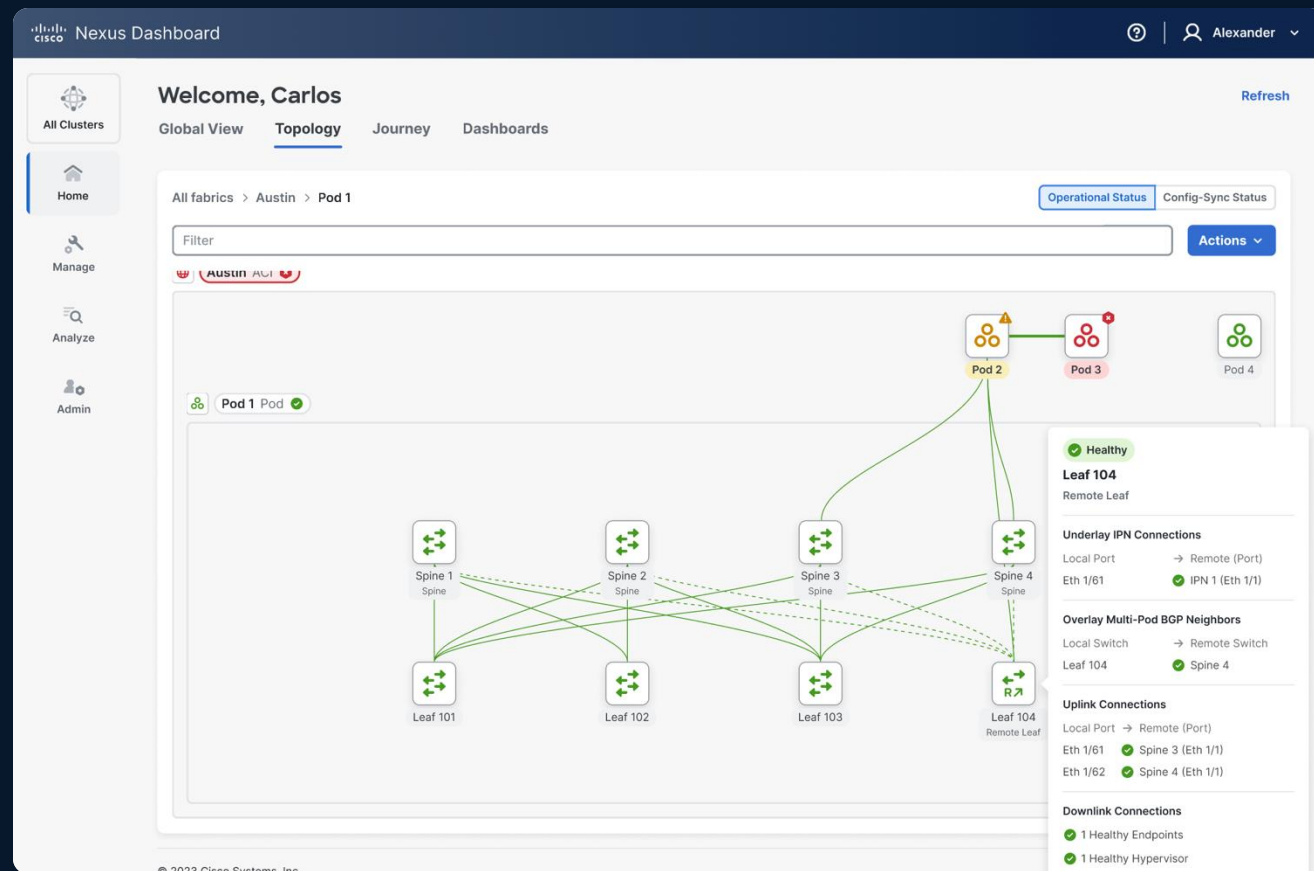 cisco Nexus Dashboard
Alexander
All Clusters
Home
Manage
Analyze
Admin
Welcome, Carlos
Refresh
Global View Topology Journey Dashboards
All fabrics > Austin > Pod 1
Operational Status Config-Sync Status
Filter
Actions
Austin ACI
Pod 2
Pod 3
Pod 4
Pod 1 Pod
Spine 1
Spine
Spine 2
Spine
Spine 3
Spine
Spine 4
Spine
Leaf 101
Leaf 102
Leaf 103
R
Leaf 104
Remote Leaf
Healthy
Leaf 104
Remote Leaf
Underlay IPN Connections
Local Port → Remote (Port)
Eth 1/61 IPN 1 (Eth 1/1)
Overlay Multi-Pod BGP Neighbors
Local Switch → Remote Switch
Leaf 104 Spine 4
Uplink Connections
Local Port → Remote (Port)
Eth 1/61 Spine 3 (Eth 1/1)
Eth 1/62 Spine 4 (Eth 1/1)
Downlink Connections
1 Healthy Endpoints
1 Healthy Hypervisor
© 2023 Cisco Systems, Inc.